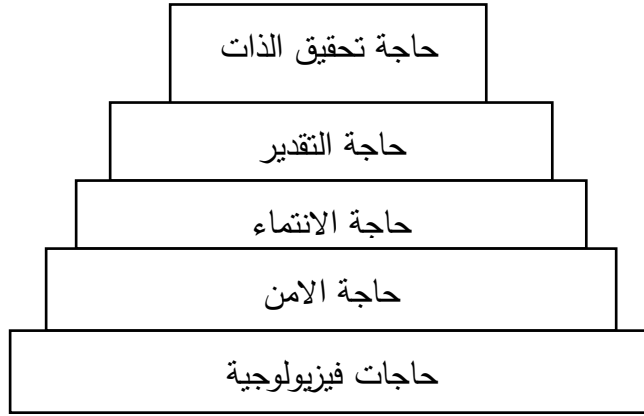 حاجة تحقيق الذات
حاجة التقدير
حاجة الانتماء
حاجة الامن
حاجات فيزيولوجية